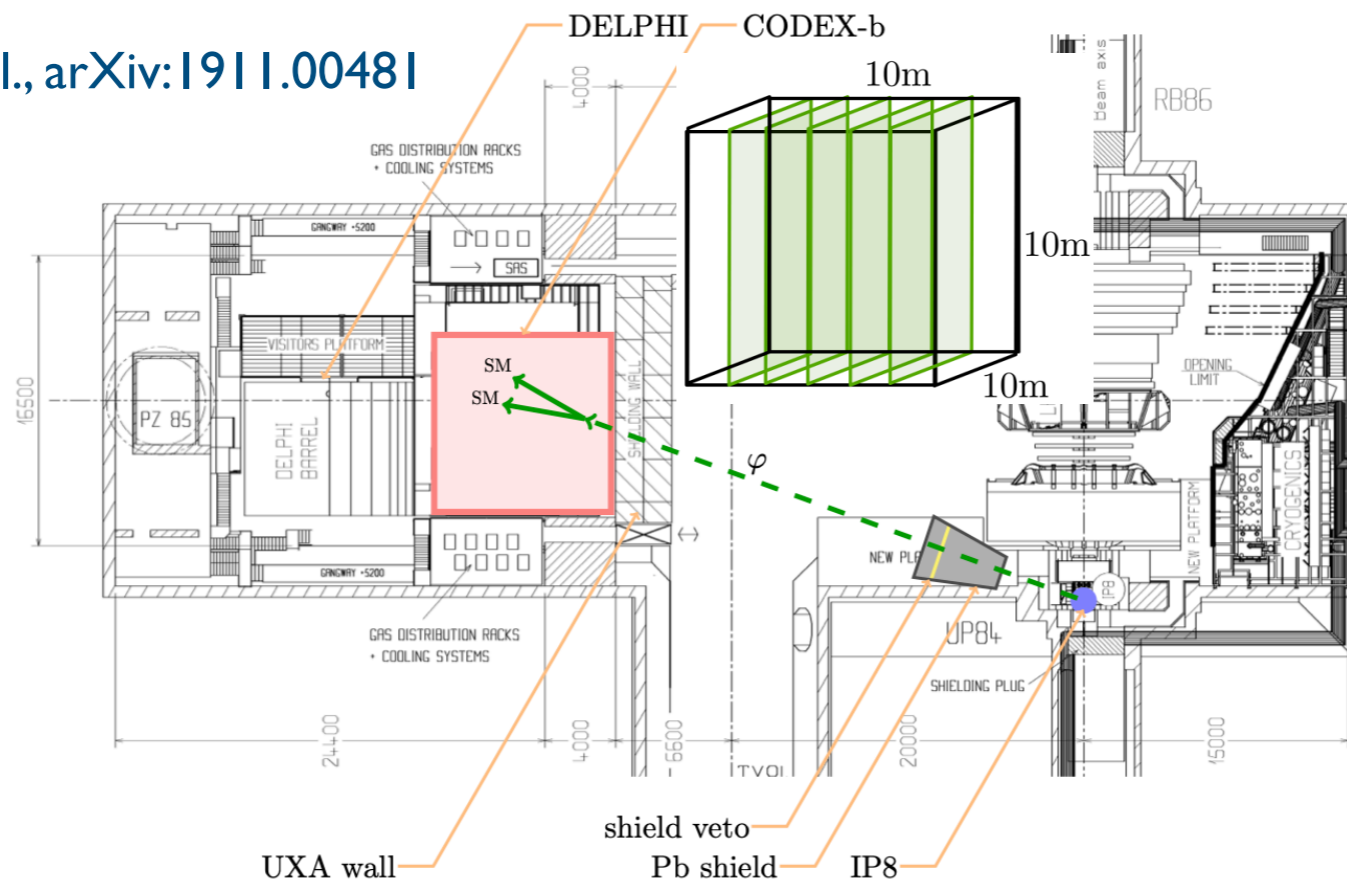 DELPHI
CODEX-b
l., arXiv:1911.00481
4000
10m
beam axis
RB86
GAS DISTRIBUTION RACKS
+ COOLING SYSTEMS
GANGWAY +5200
SAS
10m
VISITORS PLATFORM
SM
OPENING
LIMIT
SM
10m
16500
PZ 85
DELPHI
BARREL
SHIELDING WALL
φ
NEW PLATFORM
CRYOGENICS
NEW PLA
IP8
GANGWAY +5200
GAS DISTRIBUTION RACKS
+ COOLING SYSTEMS
UP84
SHIELDING PLUG
24400
4000
6600
20000
15000
shield veto
UXA wall
Pb shield
IP8